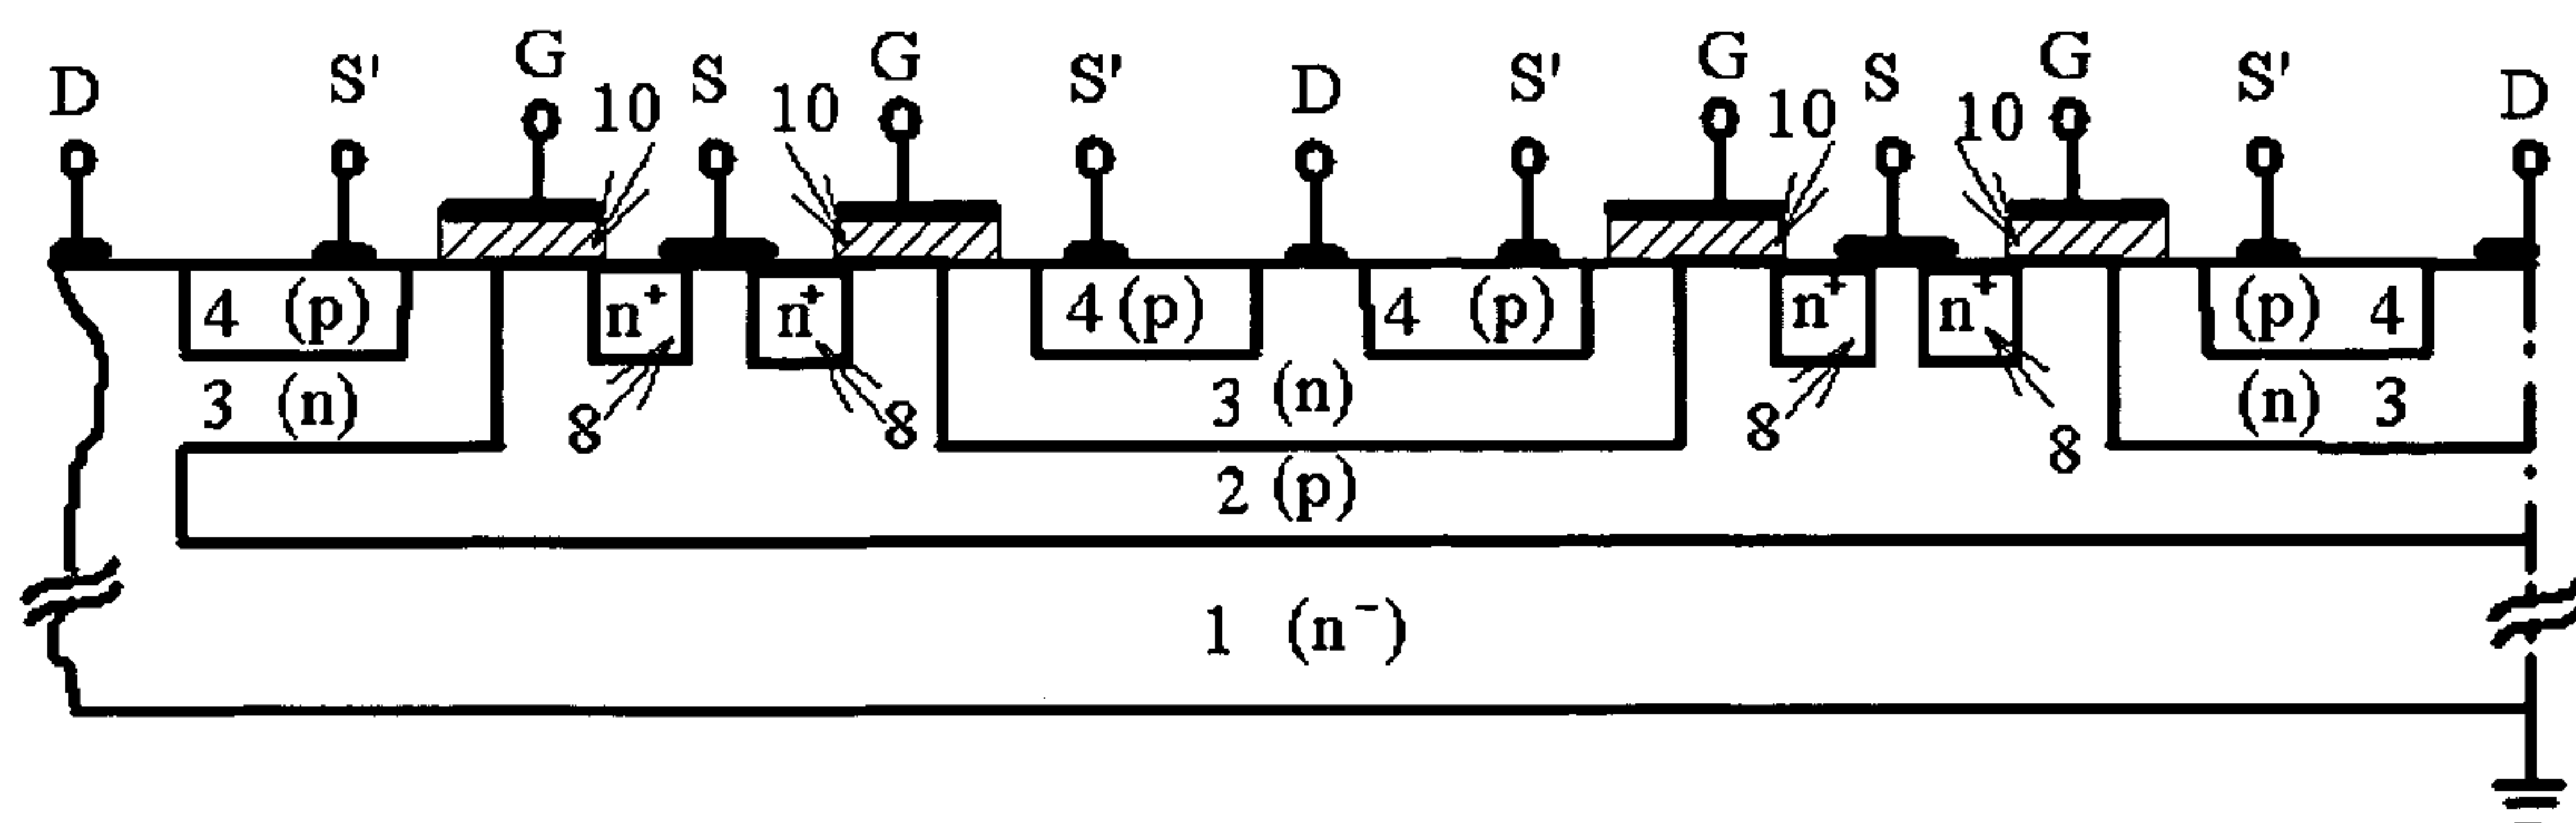 D S' G 10 S 10 G S' D S' G 10 S 10 G S' D
4 (p) n⁺ n⁺ 4 (p) 4 (p) n⁺ n⁺ (p) 4
3 (n) 8 8 3 (n) 8 8 (n) 3
2 (p)
1 (n⁻)